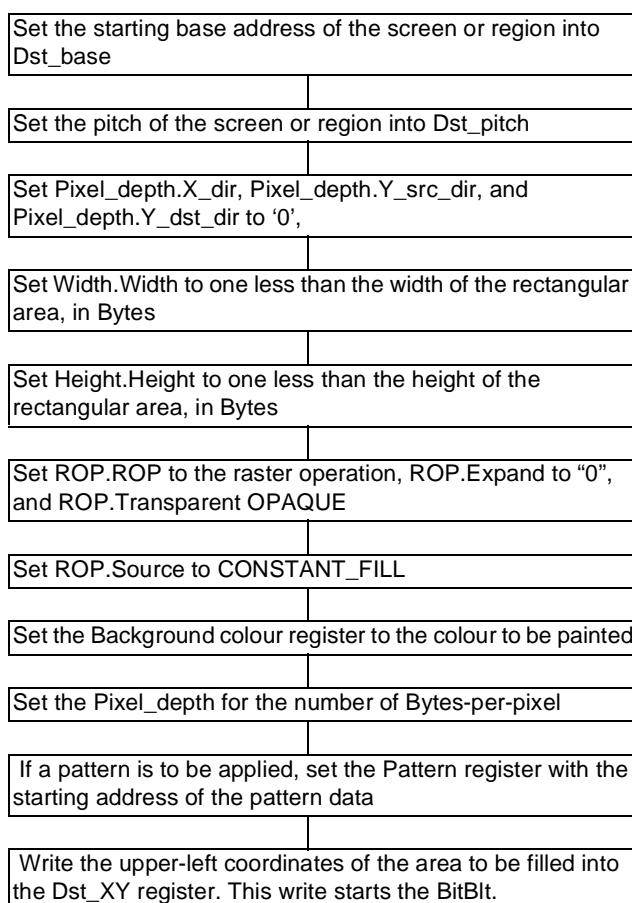 Set the starting base address of the screen or region into
Dst_base
Set the pitch of the screen or region into Dst_pitch
Set Pixel_depth.X_dir, Pixel_depth.Y_src_dir, and
Pixel_depth.Y_dst_dir to ‘0’,
Set Width.Width to one less than the width of the rectangular
area, in Bytes
Set Height.Height to one less than the height of the
rectangular area, in Bytes
Set ROP.ROP to the raster operation, ROP.Expand to “0”,
and ROP.Transparent OPAQUE
Set ROP.Source to CONSTANT_FILL
Set the Background colour register to the colour to be painted
Set the Pixel_depth for the number of Bytes-per-pixel
If a pattern is to be applied, set the Pattern register with the
starting address of the pattern data
Write the upper-left coordinates of the area to be filled into
the Dst_XY register. This write starts the BitBlt.